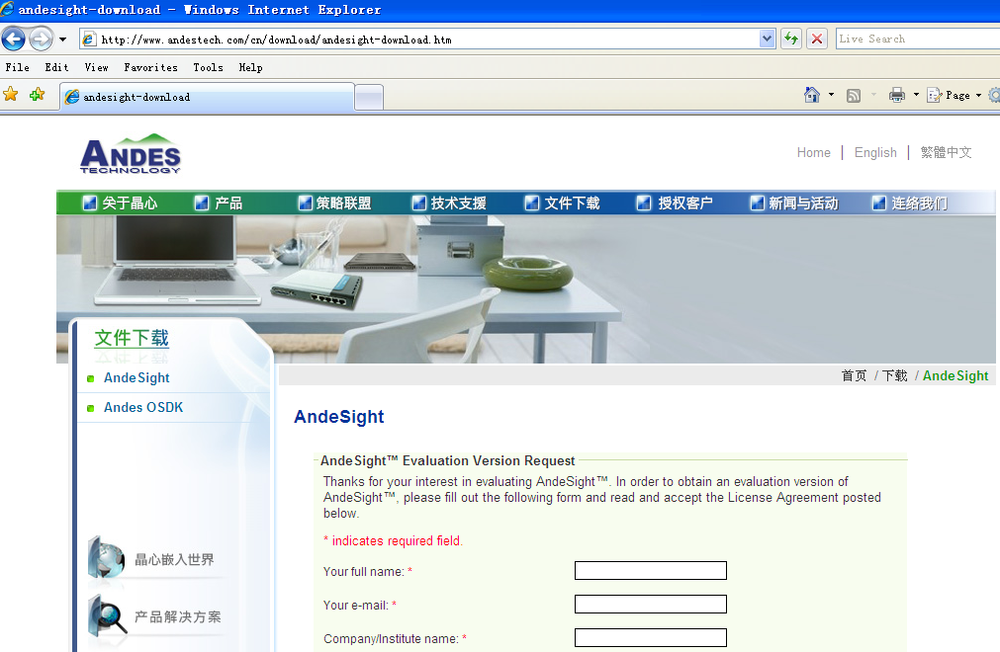 andesight-download - Windows Internet Explorer
http://www.andestech.com/cn/download/andesight-download.htm
Live Search
File Edit View Favorites Tools Help
andesight-download
Page
ANDES
TECHNOLOGY
Home | English | 繁體中文
关于晶心 产品 策略联盟 技术支援 文件下载 授权客户 新闻与活动 连络我们
文件下载
AndeSight
Andes OSDK
晶心嵌入世界
产品解决方案
首页 / 下载 / AndeSight
AndeSight
AndeSight™ Evaluation Version Request
Thanks for your interest in evaluating AndeSight™. In order to obtain an evaluation version of
AndeSight™, please fill out the following form and read and accept the License Agreement posted
below.
* indicates required field.
Your full name: *
Your e-mail: *
Company/Institute name: *